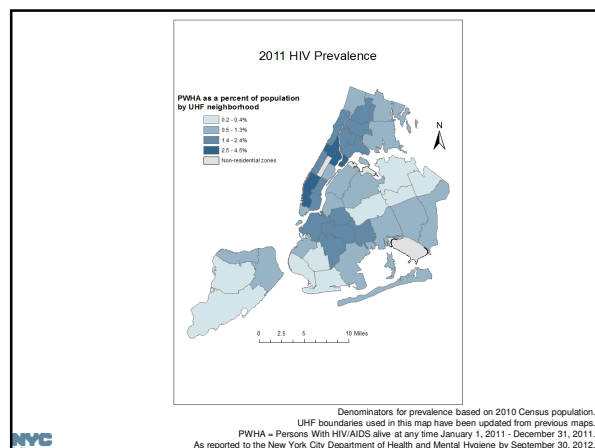 2011 HIV Prevalence
PWHA as a percent of population
by UHF neighborhood
0.2 - 0.4%
0.5 - 1.3%
1.4 - 2.4%
2.5 - 4.5%
Non-residential zones
N
0 2.5 5 10 Miles
Denominators for prevalence based on 2010 Census population.
UHF boundaries used in this map have been updated from previous maps.
PWHA = Persons With HIV/AIDS alive at any time January 1, 2011 - December 31, 2011.
As reported to the New York City Department of Health and Mental Hygiene by September 30, 2012.
NYC